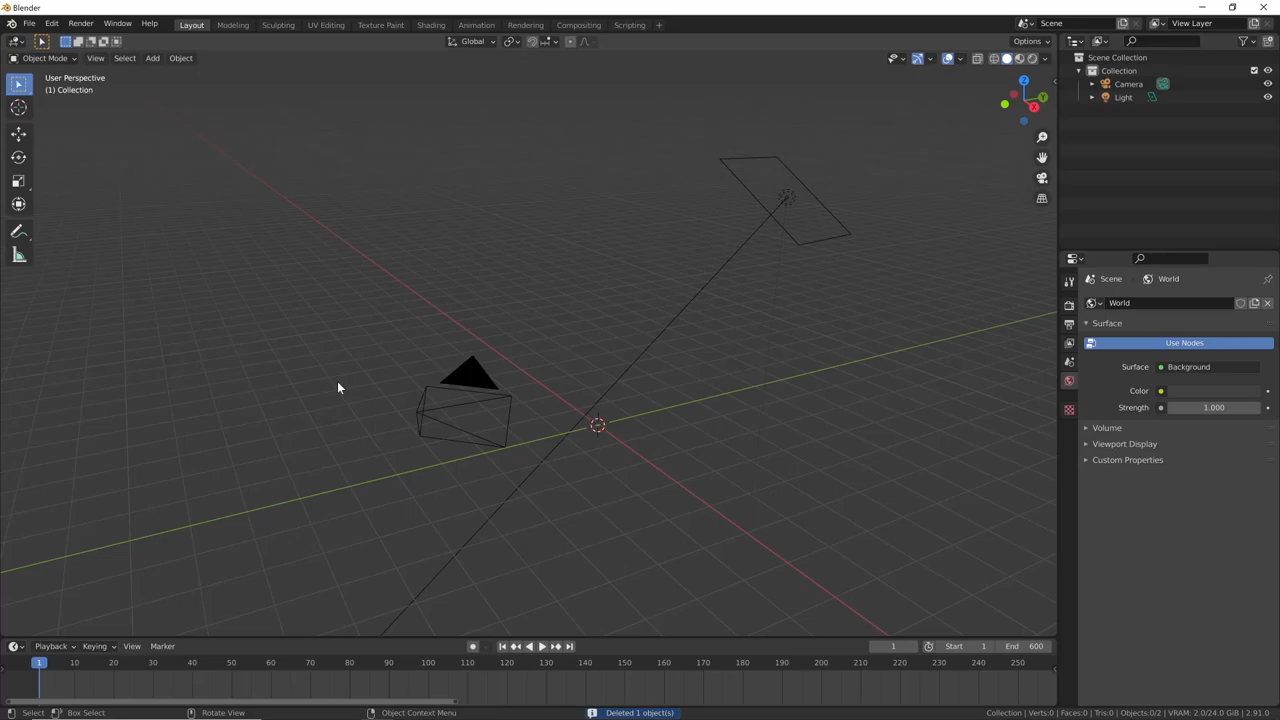 Blender
File Edit Render Window Help Layout Modeling Sculpting UV Editing Texture Paint Shading Animation Rendering Compositing Scripting + Scene View Layer
Global Options
Object Mode View Select Add Object
User Perspective
(1) Collection
Z
Y
X
Scene Collection
Collection
Camera
Light
Scene World
World
Surface
Use Nodes
Surface Background
Color
Strength 1.000
Volume
Viewport Display
Custom Properties
Playback Keying View Marker 1 Start 1 End 600
1 10 20 30 40 50 60 70 80 90 100 110 120 130 140 150 160 170 180 190 200 210 220 230 240 250
Select Box Select Rotate View Object Context Menu Deleted 1 object(s) Collection | Verts:0 | Faces:0 | Tris:0 | Objects:0/2 | VRAM: 2.0/24.0 GiB | 2.91.0